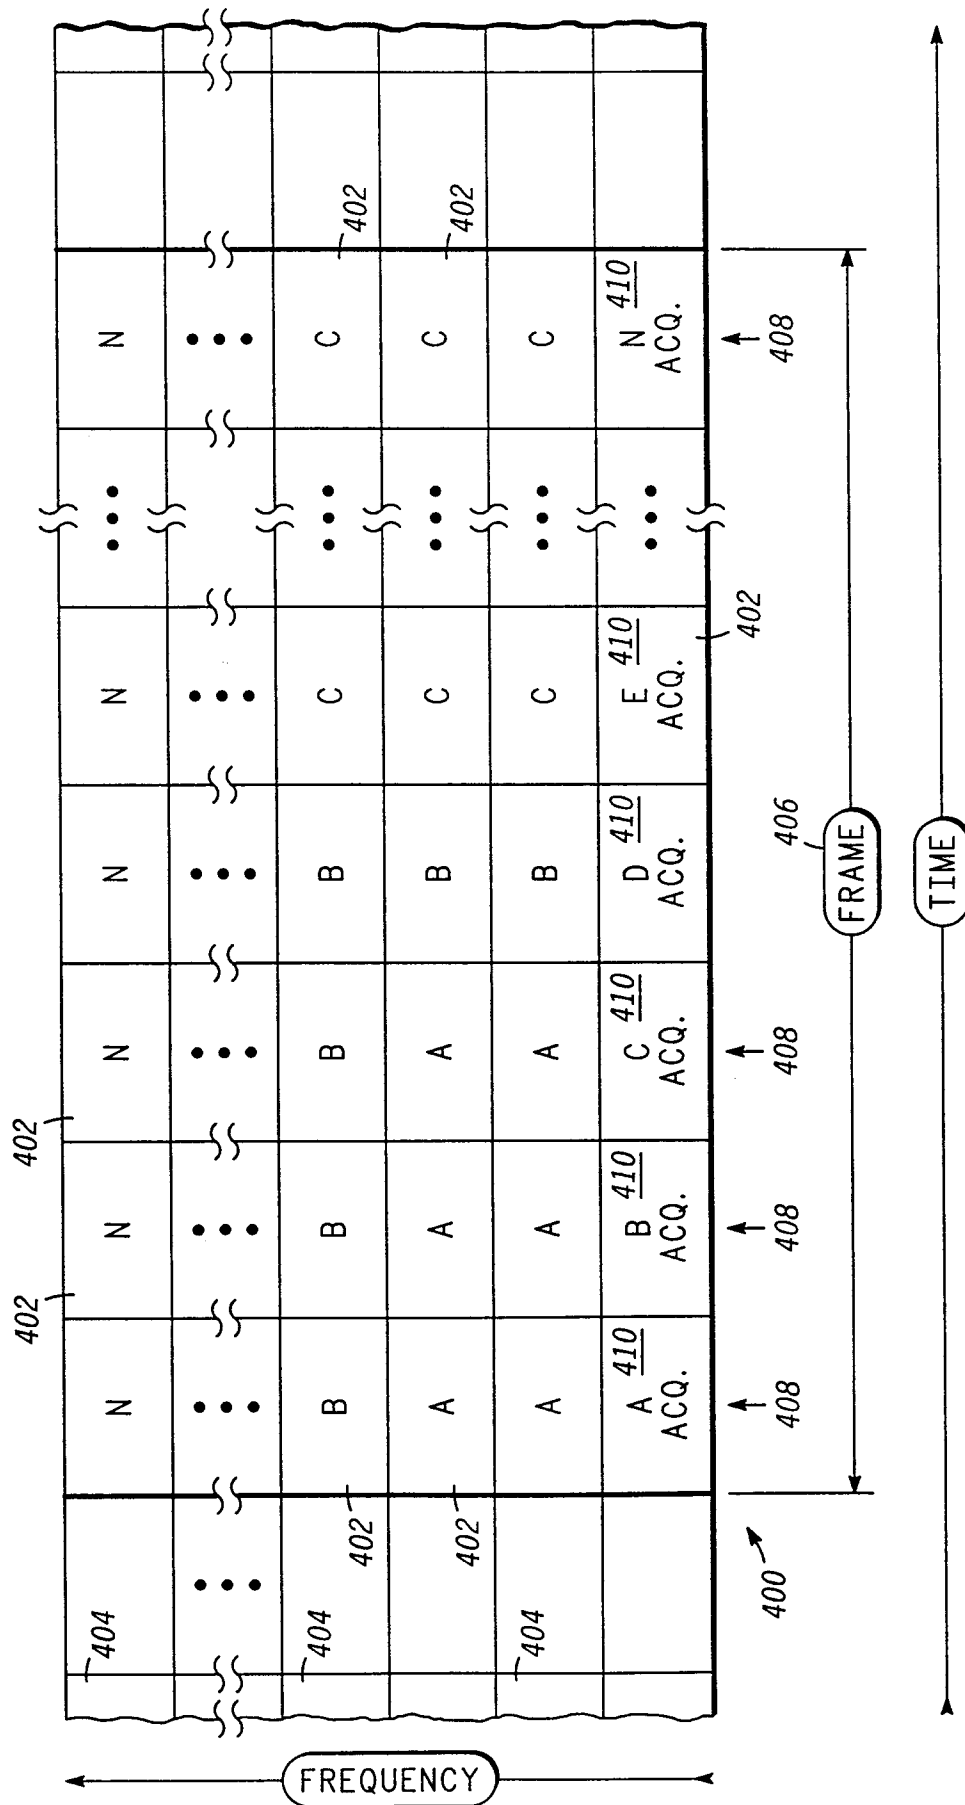 402 402
404 N N N N N N
404 B B B B C C
402 402
A A A B C C
402 402
404 A A A B C C
A 410 B 410 C 410 D 410 E 410 N 410
ACQ. ACQ. ACQ. ACQ. ACQ. ACQ.
402
400 408 408 408 408
406
FRAME
TIME
FREQUENCY